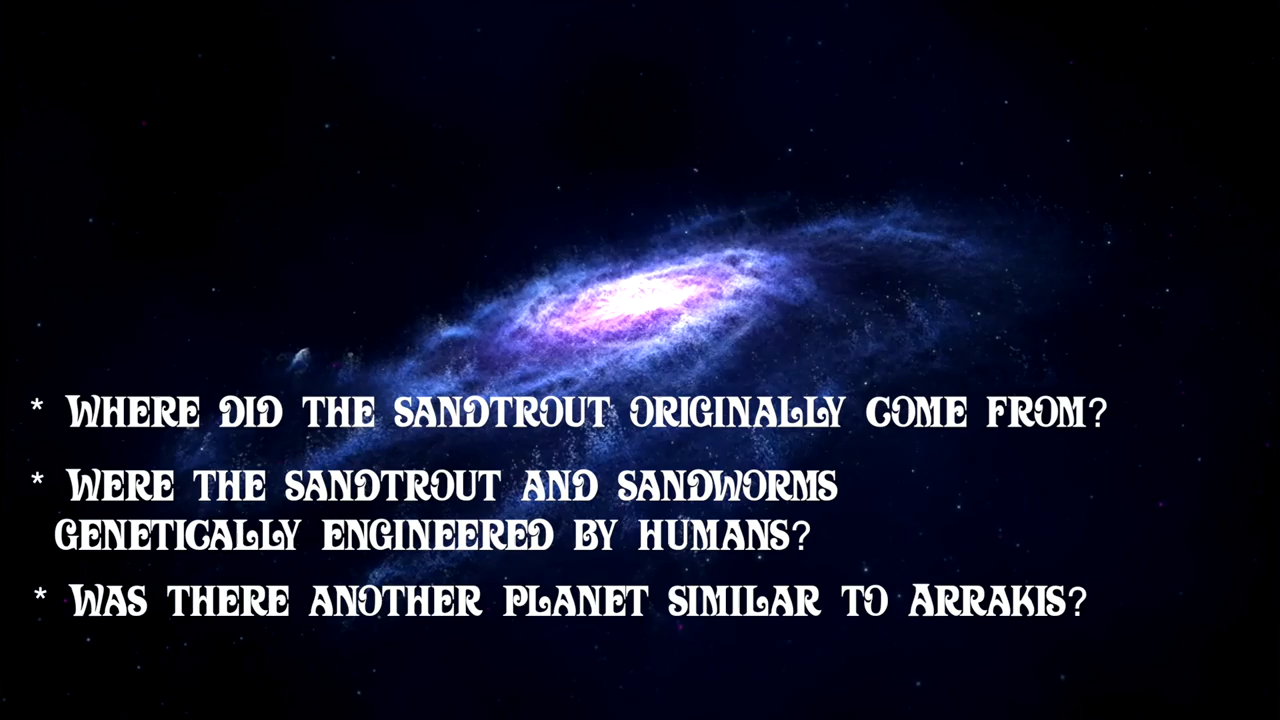 * WHERE DID THE SANDTROUT ORIGINALLY COME FROM?
* WERE THE SANDTROUT AND SANDWORMS
GENETICALLY ENGINEERED BY HUMANS?
* WAS THERE ANOTHER PLANET SIMILAR TO ARRAKIS?